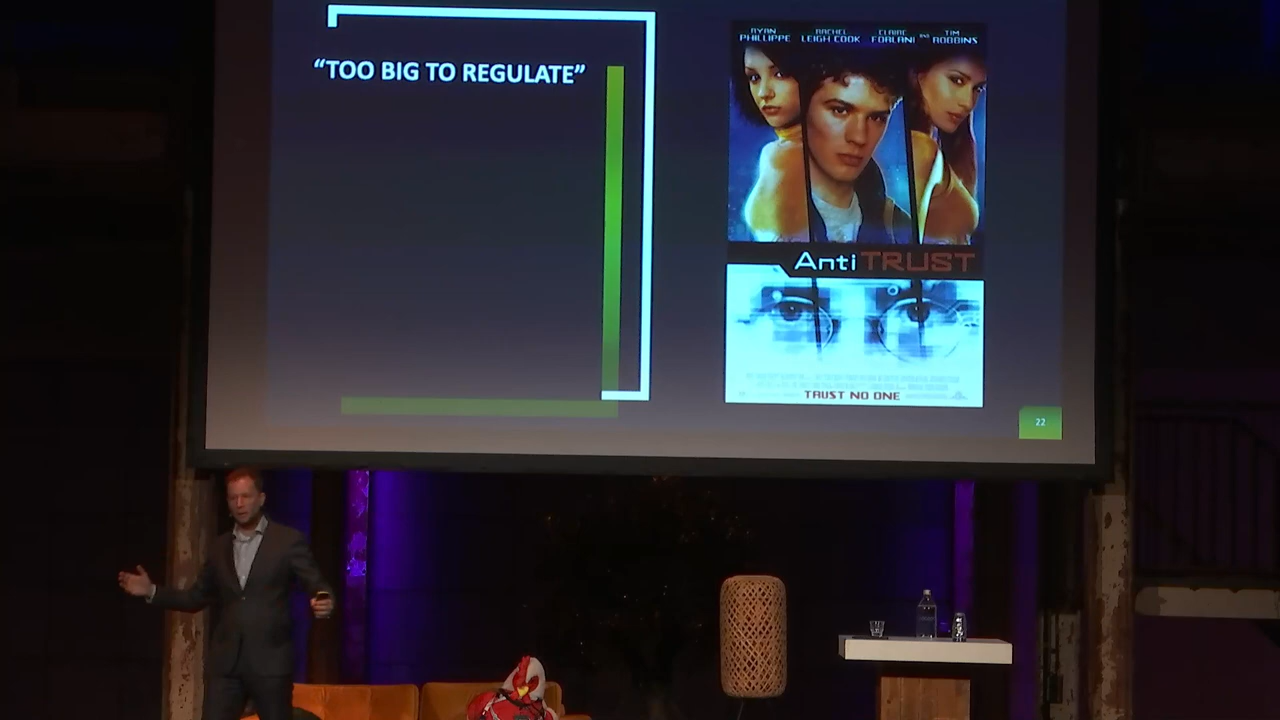 “TOO BIG TO REGULATE”
RYAN PHILLIPPE RACHEL LEIGH COOK CLAIRE FORLANI AND TIM ROBBINS
AntiTRUST
TRUST NO ONE
22